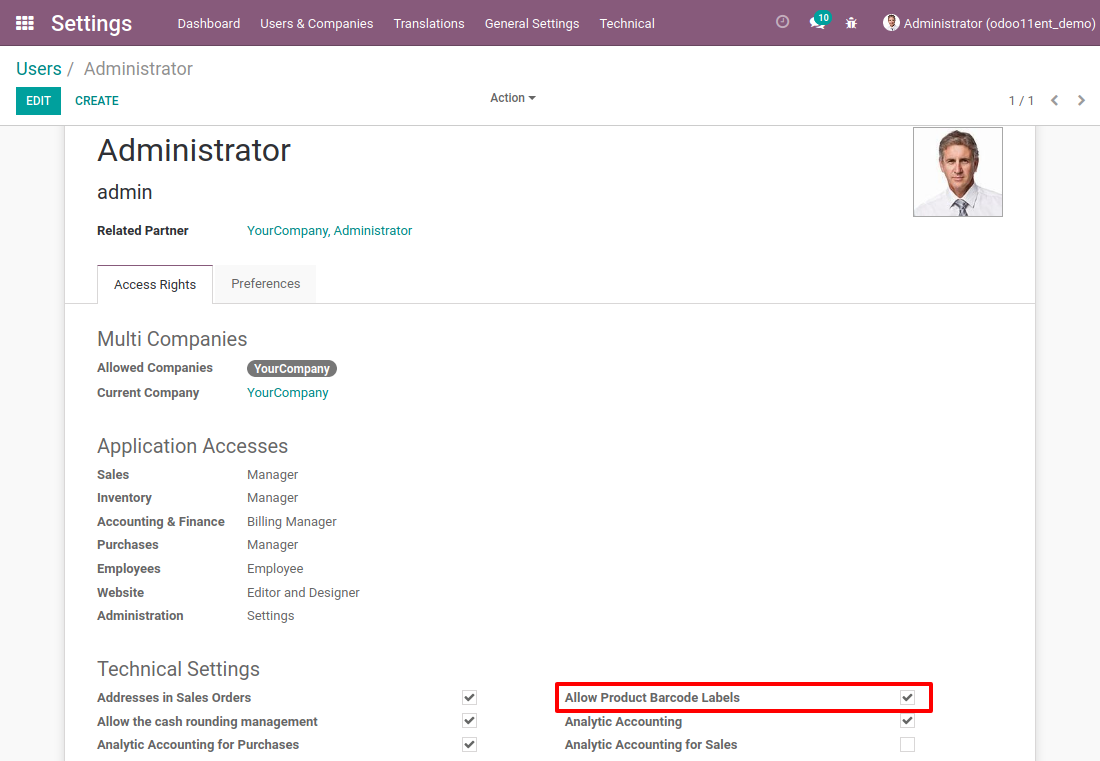 Settings Dashboard Users & Companies Translations General Settings Technical 10 Administrator (odoo11ent_demo)
Users / Administrator
EDIT CREATE Action 1 / 1
Administrator
admin
Related Partner YourCompany, Administrator
Access Rights Preferences
Multi Companies
Allowed Companies YourCompany
Current Company YourCompany
Application Accesses
Sales Manager
Inventory Manager
Accounting & Finance Billing Manager
Purchases Manager
Employees Employee
Website Editor and Designer
Administration Settings
Technical Settings
Addresses in Sales Orders Allow Product Barcode Labels
Allow the cash rounding management Analytic Accounting
Analytic Accounting for Purchases Analytic Accounting for Sales